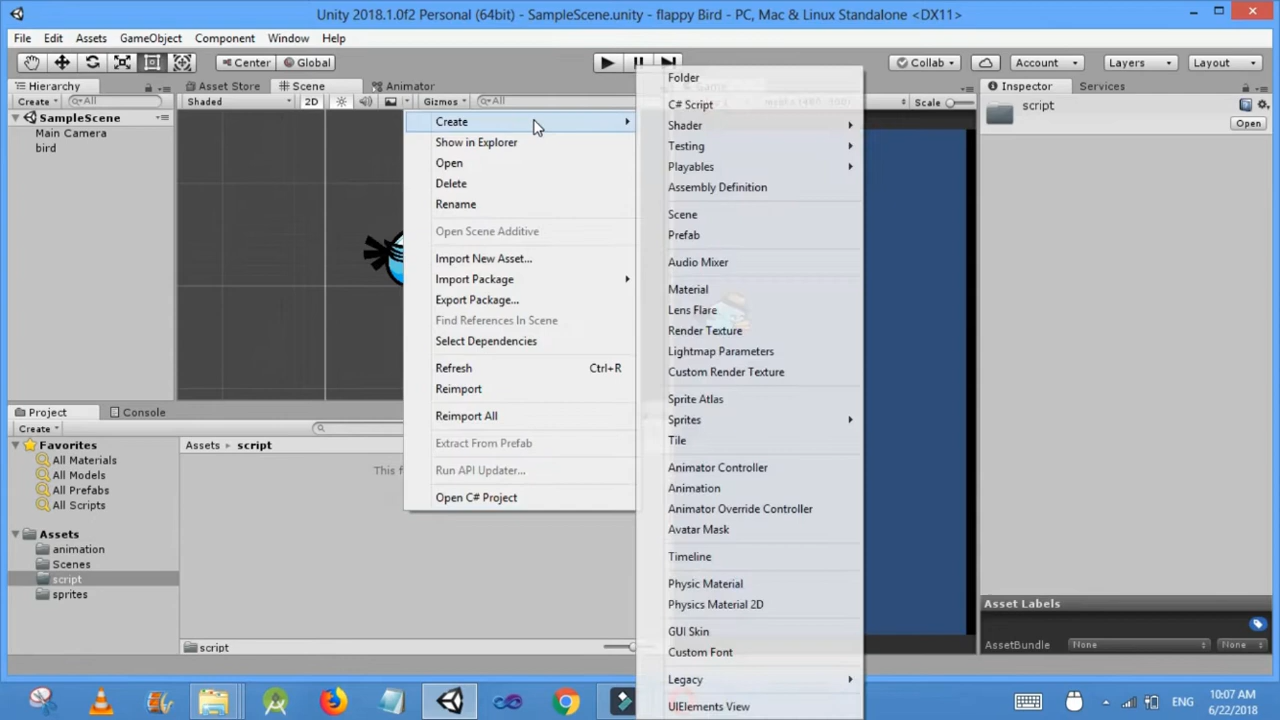 Unity 2018.1.0f2 Personal (64bit) - SampleScene.unity - flappy Bird - PC, Mac & Linux Standalone <DX11>
File Edit Assets GameObject Component Window Help
Center Global Collab Account Layers Layout
Hierarchy Asset Store Scene Animator Inspector Services
Create All Shaded 2D Gizmos All Scale script
Open
SampleScene
Main Camera
bird
Create
Show in Explorer
Open
Delete
Rename
Open Scene Additive
Import New Asset...
Import Package
Export Package...
Find References In Scene
Select Dependencies
Refresh Ctrl+R
Reimport
Reimport All
Extract From Prefab
Run API Updater...
Open C# Project
Folder
C# Script
Shader
Testing
Playables
Assembly Definition
Scene
Prefab
Audio Mixer
Material
Lens Flare
Render Texture
Lightmap Parameters
Custom Render Texture
Sprite Atlas
Sprites
Tile
Animator Controller
Animation
Animator Override Controller
Avatar Mask
Timeline
Physic Material
Physics Material 2D
GUI Skin
Custom Font
Legacy
UIElements View
Project Console
Create
Favorites
All Materials
All Models
All Prefabs
All Scripts
Assets
animation
Scenes
script
sprites
Assets script
This f
script
Asset Labels
AssetBundle None None
ENG
10:07 AM
6/22/2018